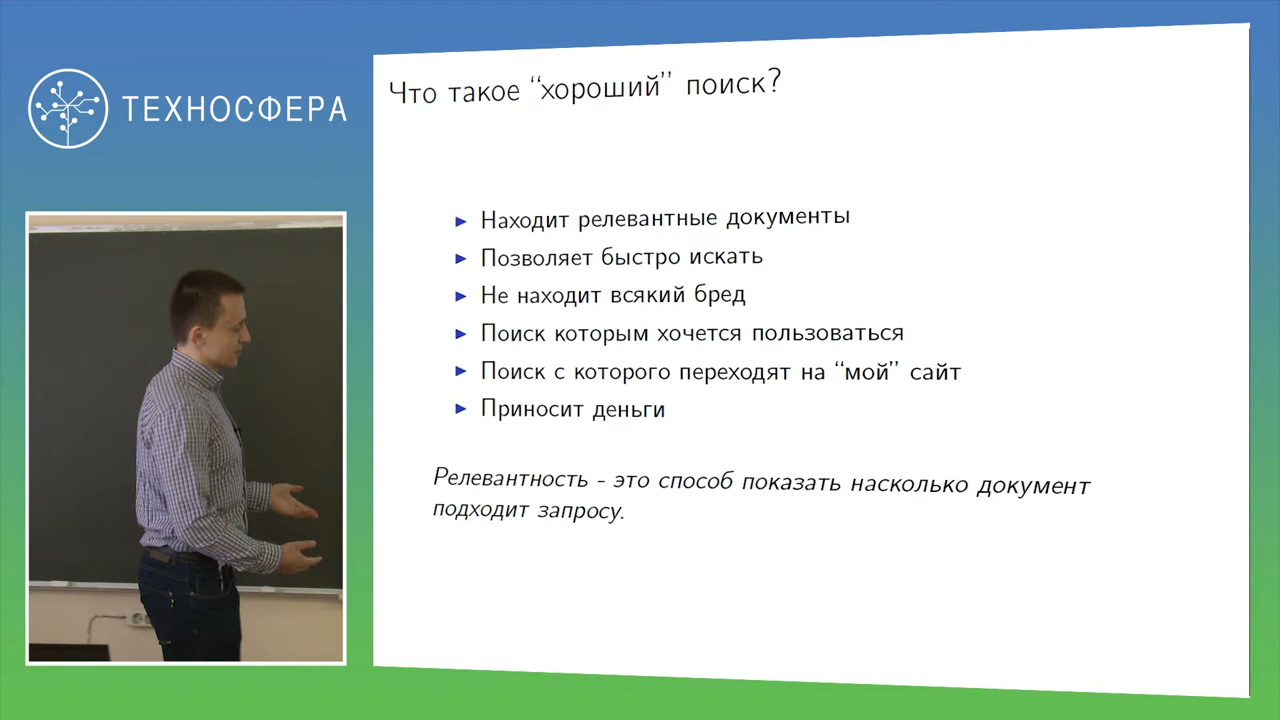 ТЕХНОСФЕРА
Что такое “хороший” поиск?
Находит релевантные документы
Позволяет быстро искать
Не находит всякий бред
Поиск которым хочется пользоваться
Поиск с которого переходят на “мой” сайт
Приносит деньги
Релевантность - это способ показать насколько документ
подходит запросу.